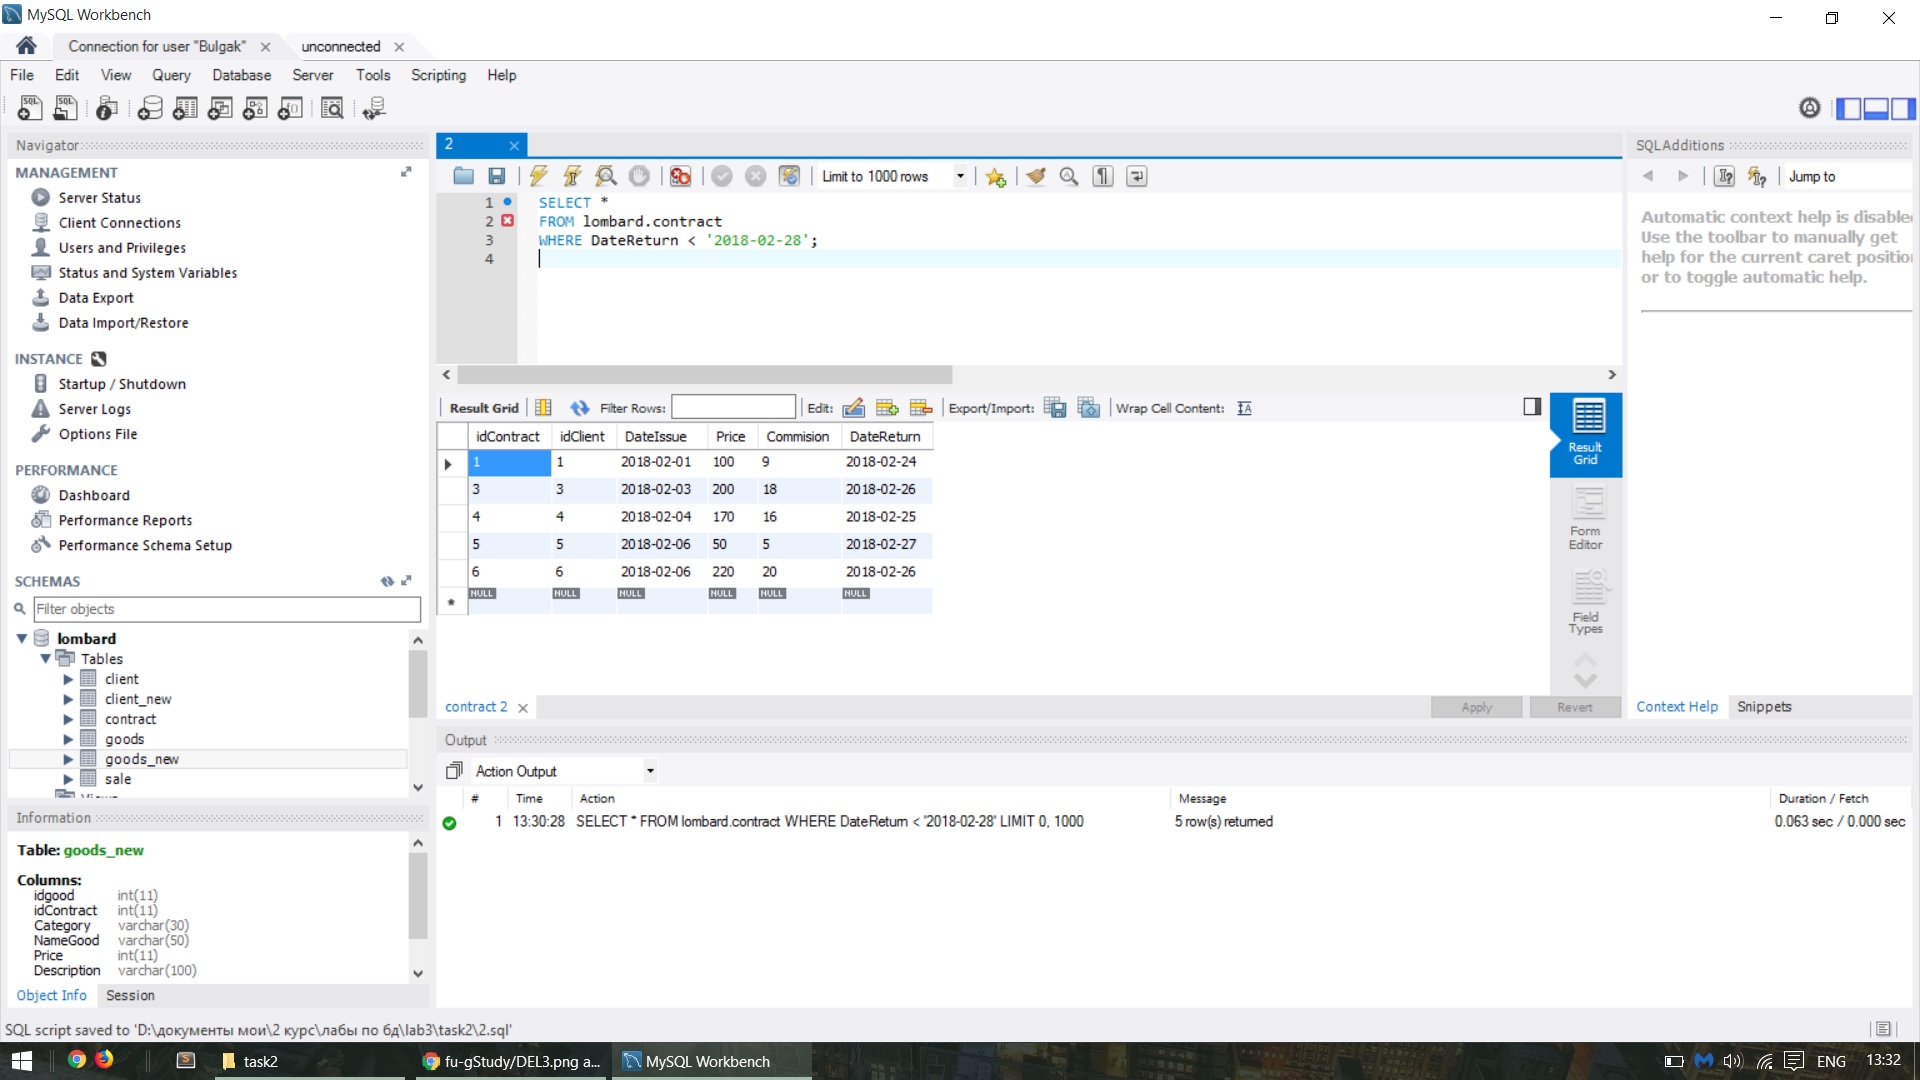 MySQL Workbench
Connection for user "Bulgak"
unconnected
File Edit View Query Database Server Tools Scripting Help
Navigator
MANAGEMENT
Server Status
Client Connections
Users and Privileges
Status and System Variables
Data Export
Data Import/Restore
INSTANCE
Startup / Shutdown
Server Logs
Options File
PERFORMANCE
Dashboard
Performance Reports
Performance Schema Setup
SCHEMAS
Filter objects
lombard
Tables
client
client_new
contract
goods
goods_new
sale
Information
Table: goods_new
Columns:
idgood int(11)
idContract int(11)
Category varchar(30)
NameGood varchar(50)
Price int(11)
Description varchar(100)
Object Info Session
2
Limit to 1000 rows
1 SELECT *
2 FROM lombard.contract
3 WHERE DateReturn < '2018-02-28';
4
Result Grid Filter Rows: Edit: Export/Import: Wrap Cell Content:
idContract idClient DateIssue Price Commision DateReturn
1 1 2018-02-01 100 9 2018-02-24
3 3 2018-02-03 200 18 2018-02-26
4 4 2018-02-04 170 16 2018-02-25
5 5 2018-02-06 50 5 2018-02-27
6 6 2018-02-06 220 20 2018-02-26
NULL NULL NULL NULL NULL NULL
Result
Grid
Form
Editor
Field
Types
contract 2
Apply Revert
SQLAdditions
Jump to
Automatic context help is
Use the toolbar to manually get
help for the current caret
or to toggle automatic help.
Context Help Snippets
Output
Action Output
# Time Action Message Duration / Fetch
1 13:30:28 SELECT * FROM lombard.contract WHERE DateReturn < '2018-02-28' LIMIT 0, 1000 5 row(s) returned 0.063 sec / 0.000 sec
SQL script saved to 'D:\документы мои\2 курс\лабы по бд\lab3\task2\2.sql'
task2
fu-gStudy/DEL3.png a...
MySQL Workbench
ENG
13:32